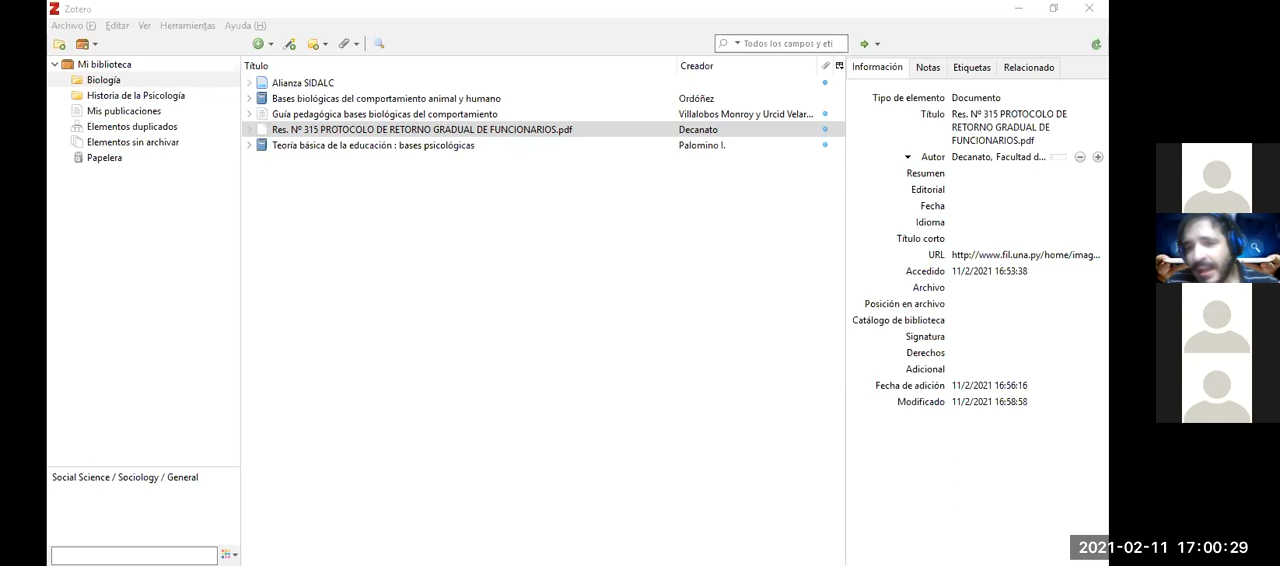 Zotero
Archivo (F) Editar Ver Herramientas Ayuda (H)
Todos los campos y eti
Mi biblioteca
Biología
Historia de la Psicología
Mis publicaciones
Elementos duplicados
Elementos sin archivar
Papelera
Social Science / Sociology / General
Título Creador
Alianza SIDALC
Bases biológicas del comportamiento animal y humano Ordóñez
Guía pedagógica bases biológicas del comportamiento Villalobos Monroy y Urcid Velar...
Res. Nº 315 PROTOCOLO DE RETORNO GRADUAL DE FUNCIONARIOS.pdf Decanato
Teoría básica de la educación : bases psicológicas Palomino I.
Información Notas Etiquetas Relacionado
Tipo de elemento Documento
Título Res. Nº 315 PROTOCOLO DE
RETORNO GRADUAL DE
FUNCIONARIOS.pdf
Autor Decanato, Facultad d...
Resumen
Editorial
Fecha
Idioma
Título corto
URL http://www.fil.una.py/home/imag...
Accedido 11/2/2021 16:53:38
Archivo
Posición en archivo
Catálogo de biblioteca
Signatura
Derechos
Adicional
Fecha de adición 11/2/2021 16:56:16
Modificado 11/2/2021 16:58:58
2021-02-11 17:00:29